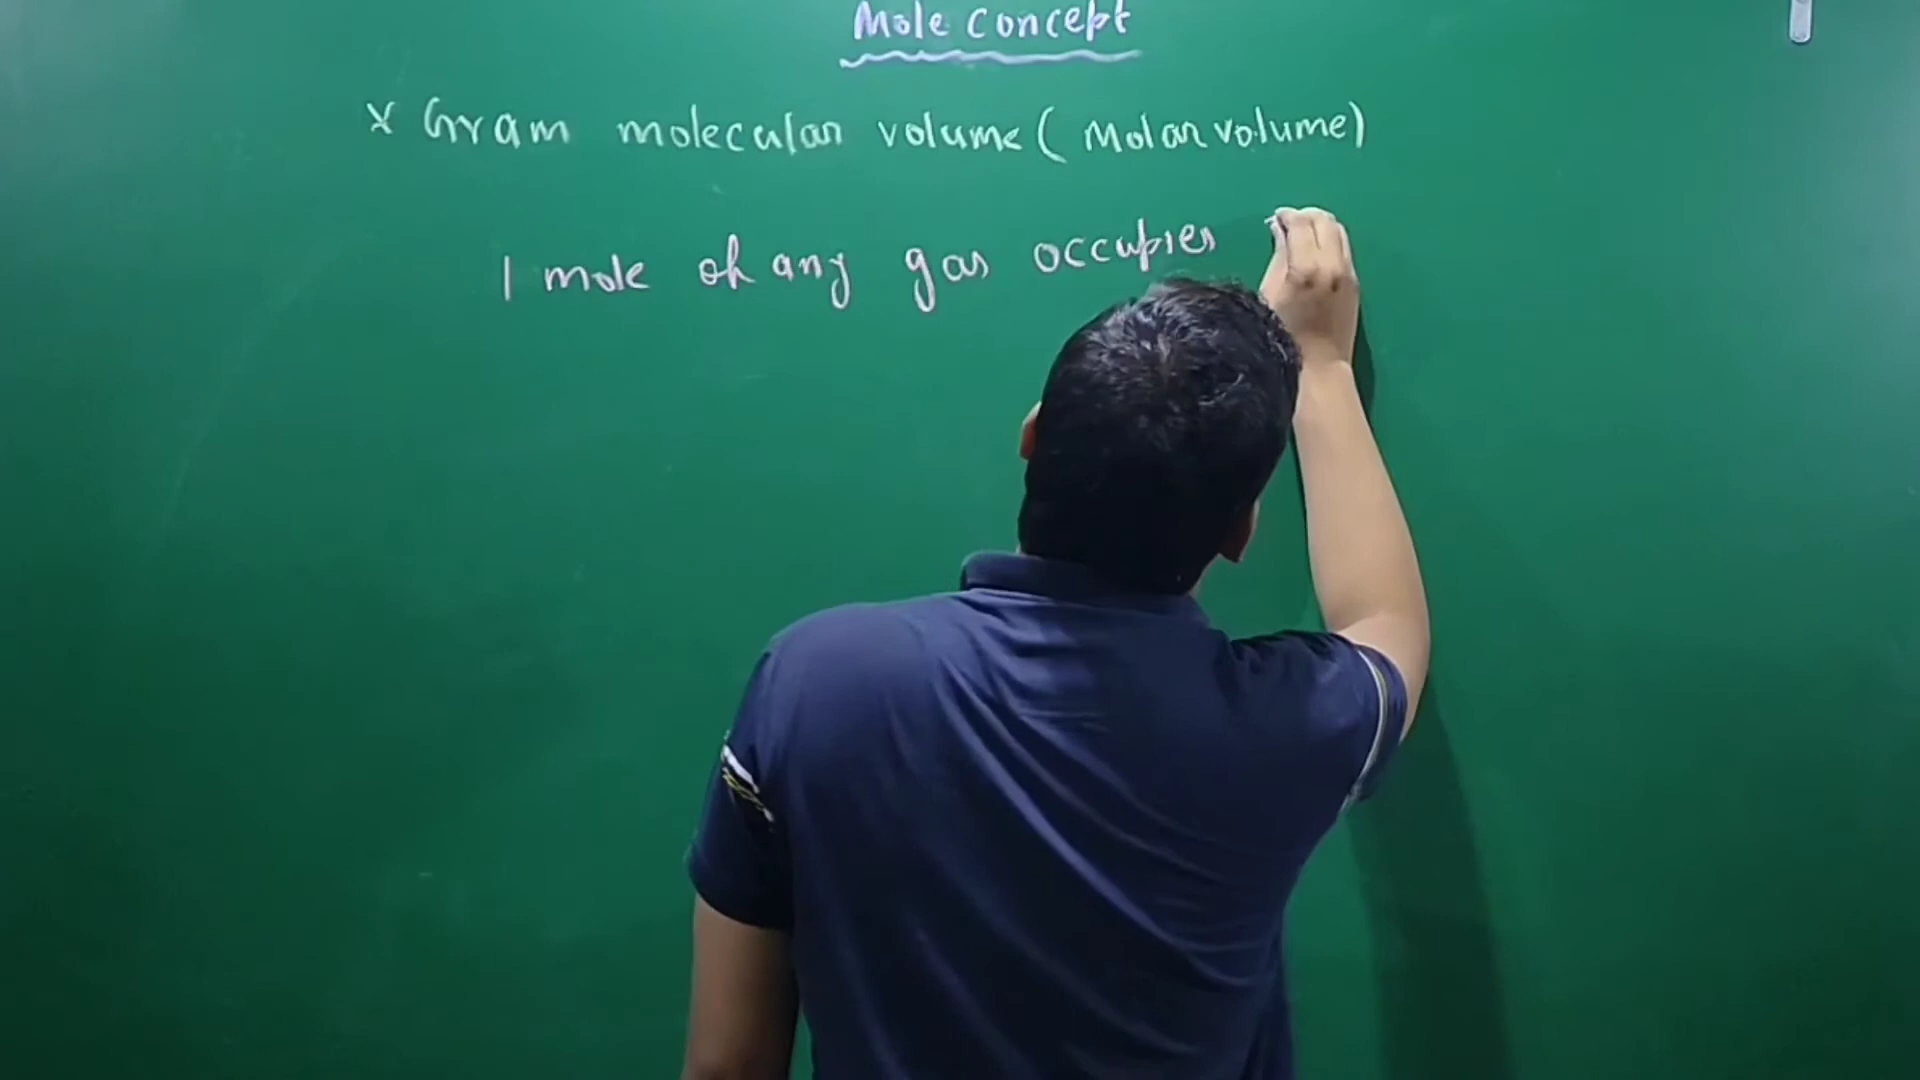 Mole Concept
* Gram molecular volume ( Molar volume)
1 mole of any gas occupies